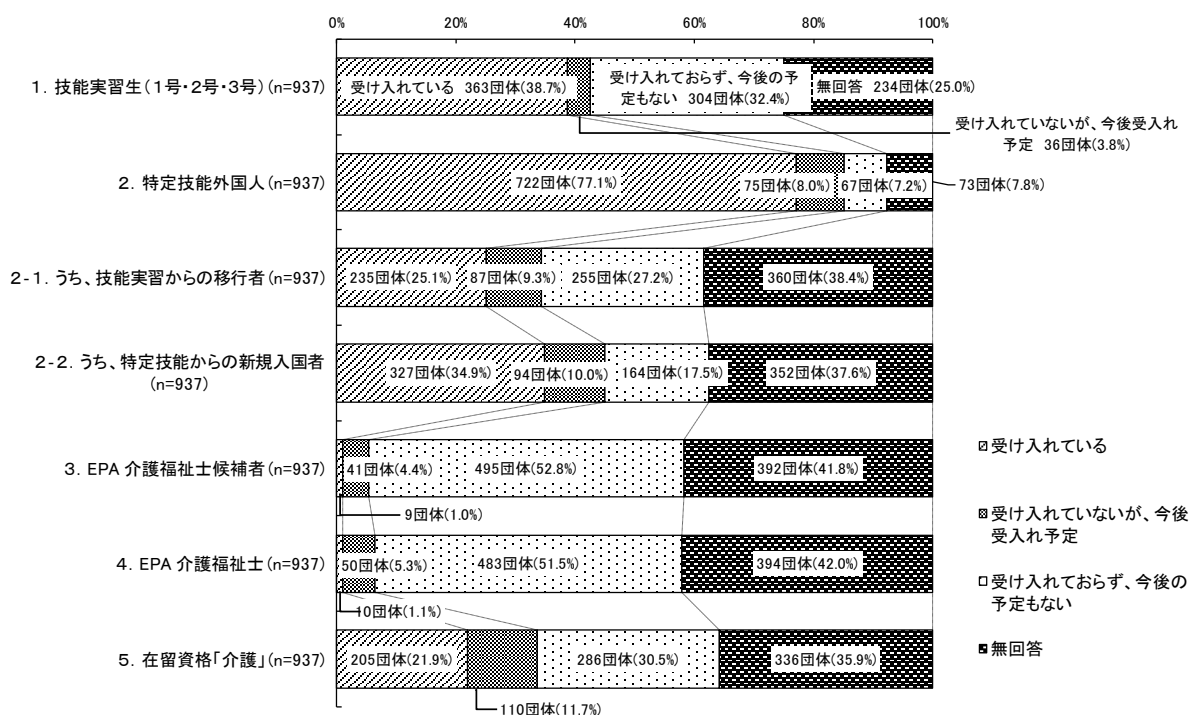 0%
20%
40%
60%
80%
100%
1．技能実習生（1号・2号・3号）（n=937）
受け入れている 363団体(38.7%)
受け入れておらず、今後の予
定もない 304団体(32.4%)
無回答 234団体(25.0%)
受け入れていないが、今後受入れ
予定 36団体(3.8%)
2．特定技能外国人（n=937）
722団体(77.1%)
75団体(8.0%)
67団体(7.2%)
73団体(7.8%)
2-1．うち、技能実習からの移行者（n=937）
235団体(25.1%)
87団体(9.3%)
255団体(27.2%)
360団体(38.4%)
2-2．うち、特定技能からの新規入国者
（n=937）
327団体(34.9%)
94団体(10.0%)
164団体(17.5%)
352団体(37.6%)
3．EPA 介護福祉士候補者（n=937）
41団体(4.4%)
495団体(52.8%)
392団体(41.8%)
9団体(1.0%)
4．EPA 介護福祉士（n=937）
50団体(5.3%)
483団体(51.5%)
394団体(42.0%)
10団体(1.1%)
5．在留資格「介護」（n=937）
205団体(21.9%)
286団体(30.5%)
336団体(35.9%)
110団体(11.7%)
受け入れている
受け入れていないが、今後
受入れ予定
受け入れておらず、今後の
予定もない
無回答